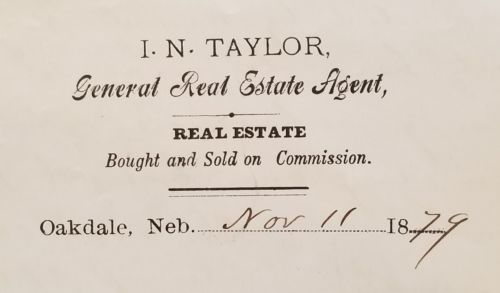 I. N. TAYLOR,
General Real Estate Agent,
REAL ESTATE
Bought and Sold on Commission.
Oakdale, Neb. Nov 11 1879